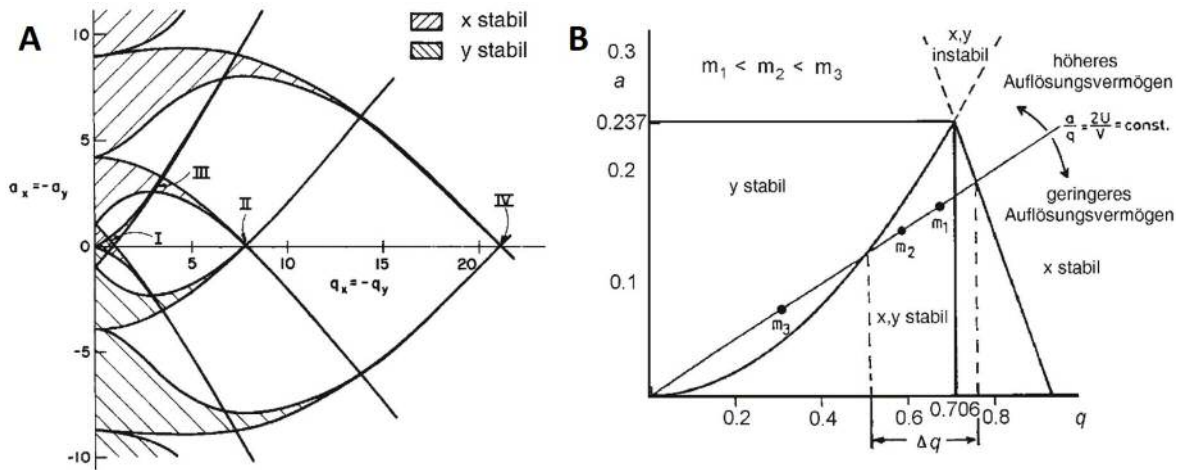 A
x stabil
y stabil
10
5
0
-5
-10
a_x = -a_y
III
I
II
IV
5
10
15
20
q_x = -q_y
B
0.3
a
0.237
0.2
0.1
m₁ < m₂ < m₃
x,y
instabil
höheres
Auflösungsvermögen
a/q = 2U/V = const.
geringeres
Auflösungsvermögen
y stabil
m₁
m₂
m₃
x,y stabil
x stabil
0.2
0.4
0.6
0.706
0.8
q
Δq